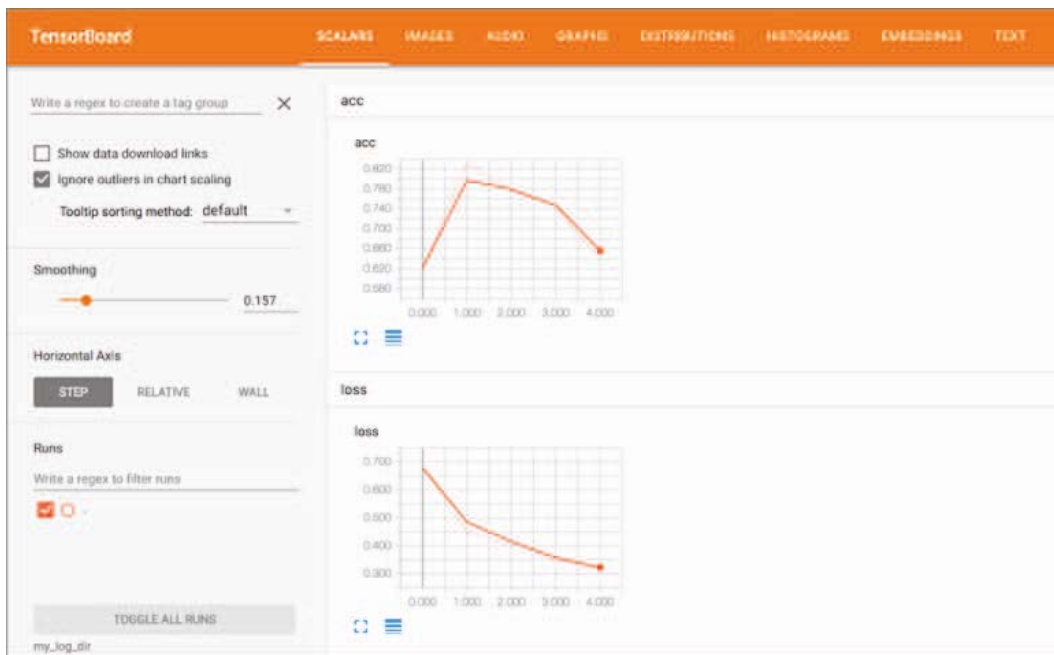 TensorBoard
SCALARS IMAGES AUDIO GRAPHS DISTRIBUTIONS HISTOGRAMS EMBEDDINGS TEXT
Write a regex to create a tag group
Show data download links
Ignore outliers in chart scaling
Tooltip sorting method: default
Smoothing
0.157
Horizontal Axis
STEP RELATIVE WALL
Runs
Write a regex to filter runs
TOGGLE ALL RUNS
my_log_dir
acc
acc
0.820
0.780
0.740
0.700
0.660
0.620
0.580
0.000 1.000 2.000 3.000 4.000
loss
loss
0.700
0.600
0.500
0.400
0.300
0.000 1.000 2.000 3.000 4.000